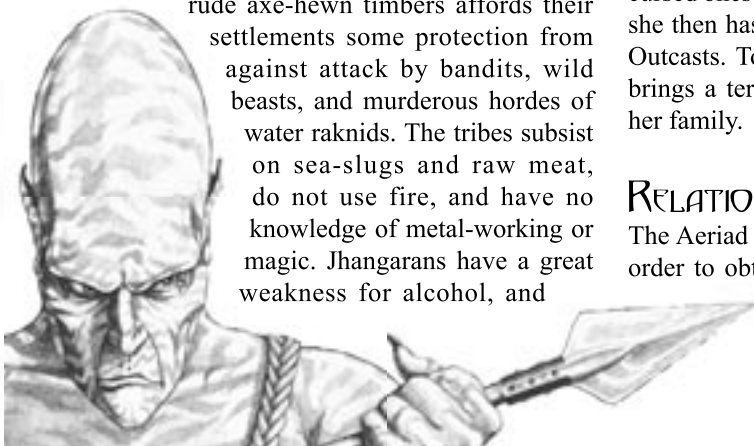 rude axe-hewn timbers affords their
settlements some protection from
against attack by bandits, wild
beasts, and murderous hordes of
water raknids. The tribes subsist
on sea-slugs and raw meat,
do not use fire, and have no
knowledge of metal-working or
magic. Jhangarans have a great
weakness for alcohol, and
she then has
Outcasts. To
brings a ter
her family.
RELATIO
The Aeriad
order to obt